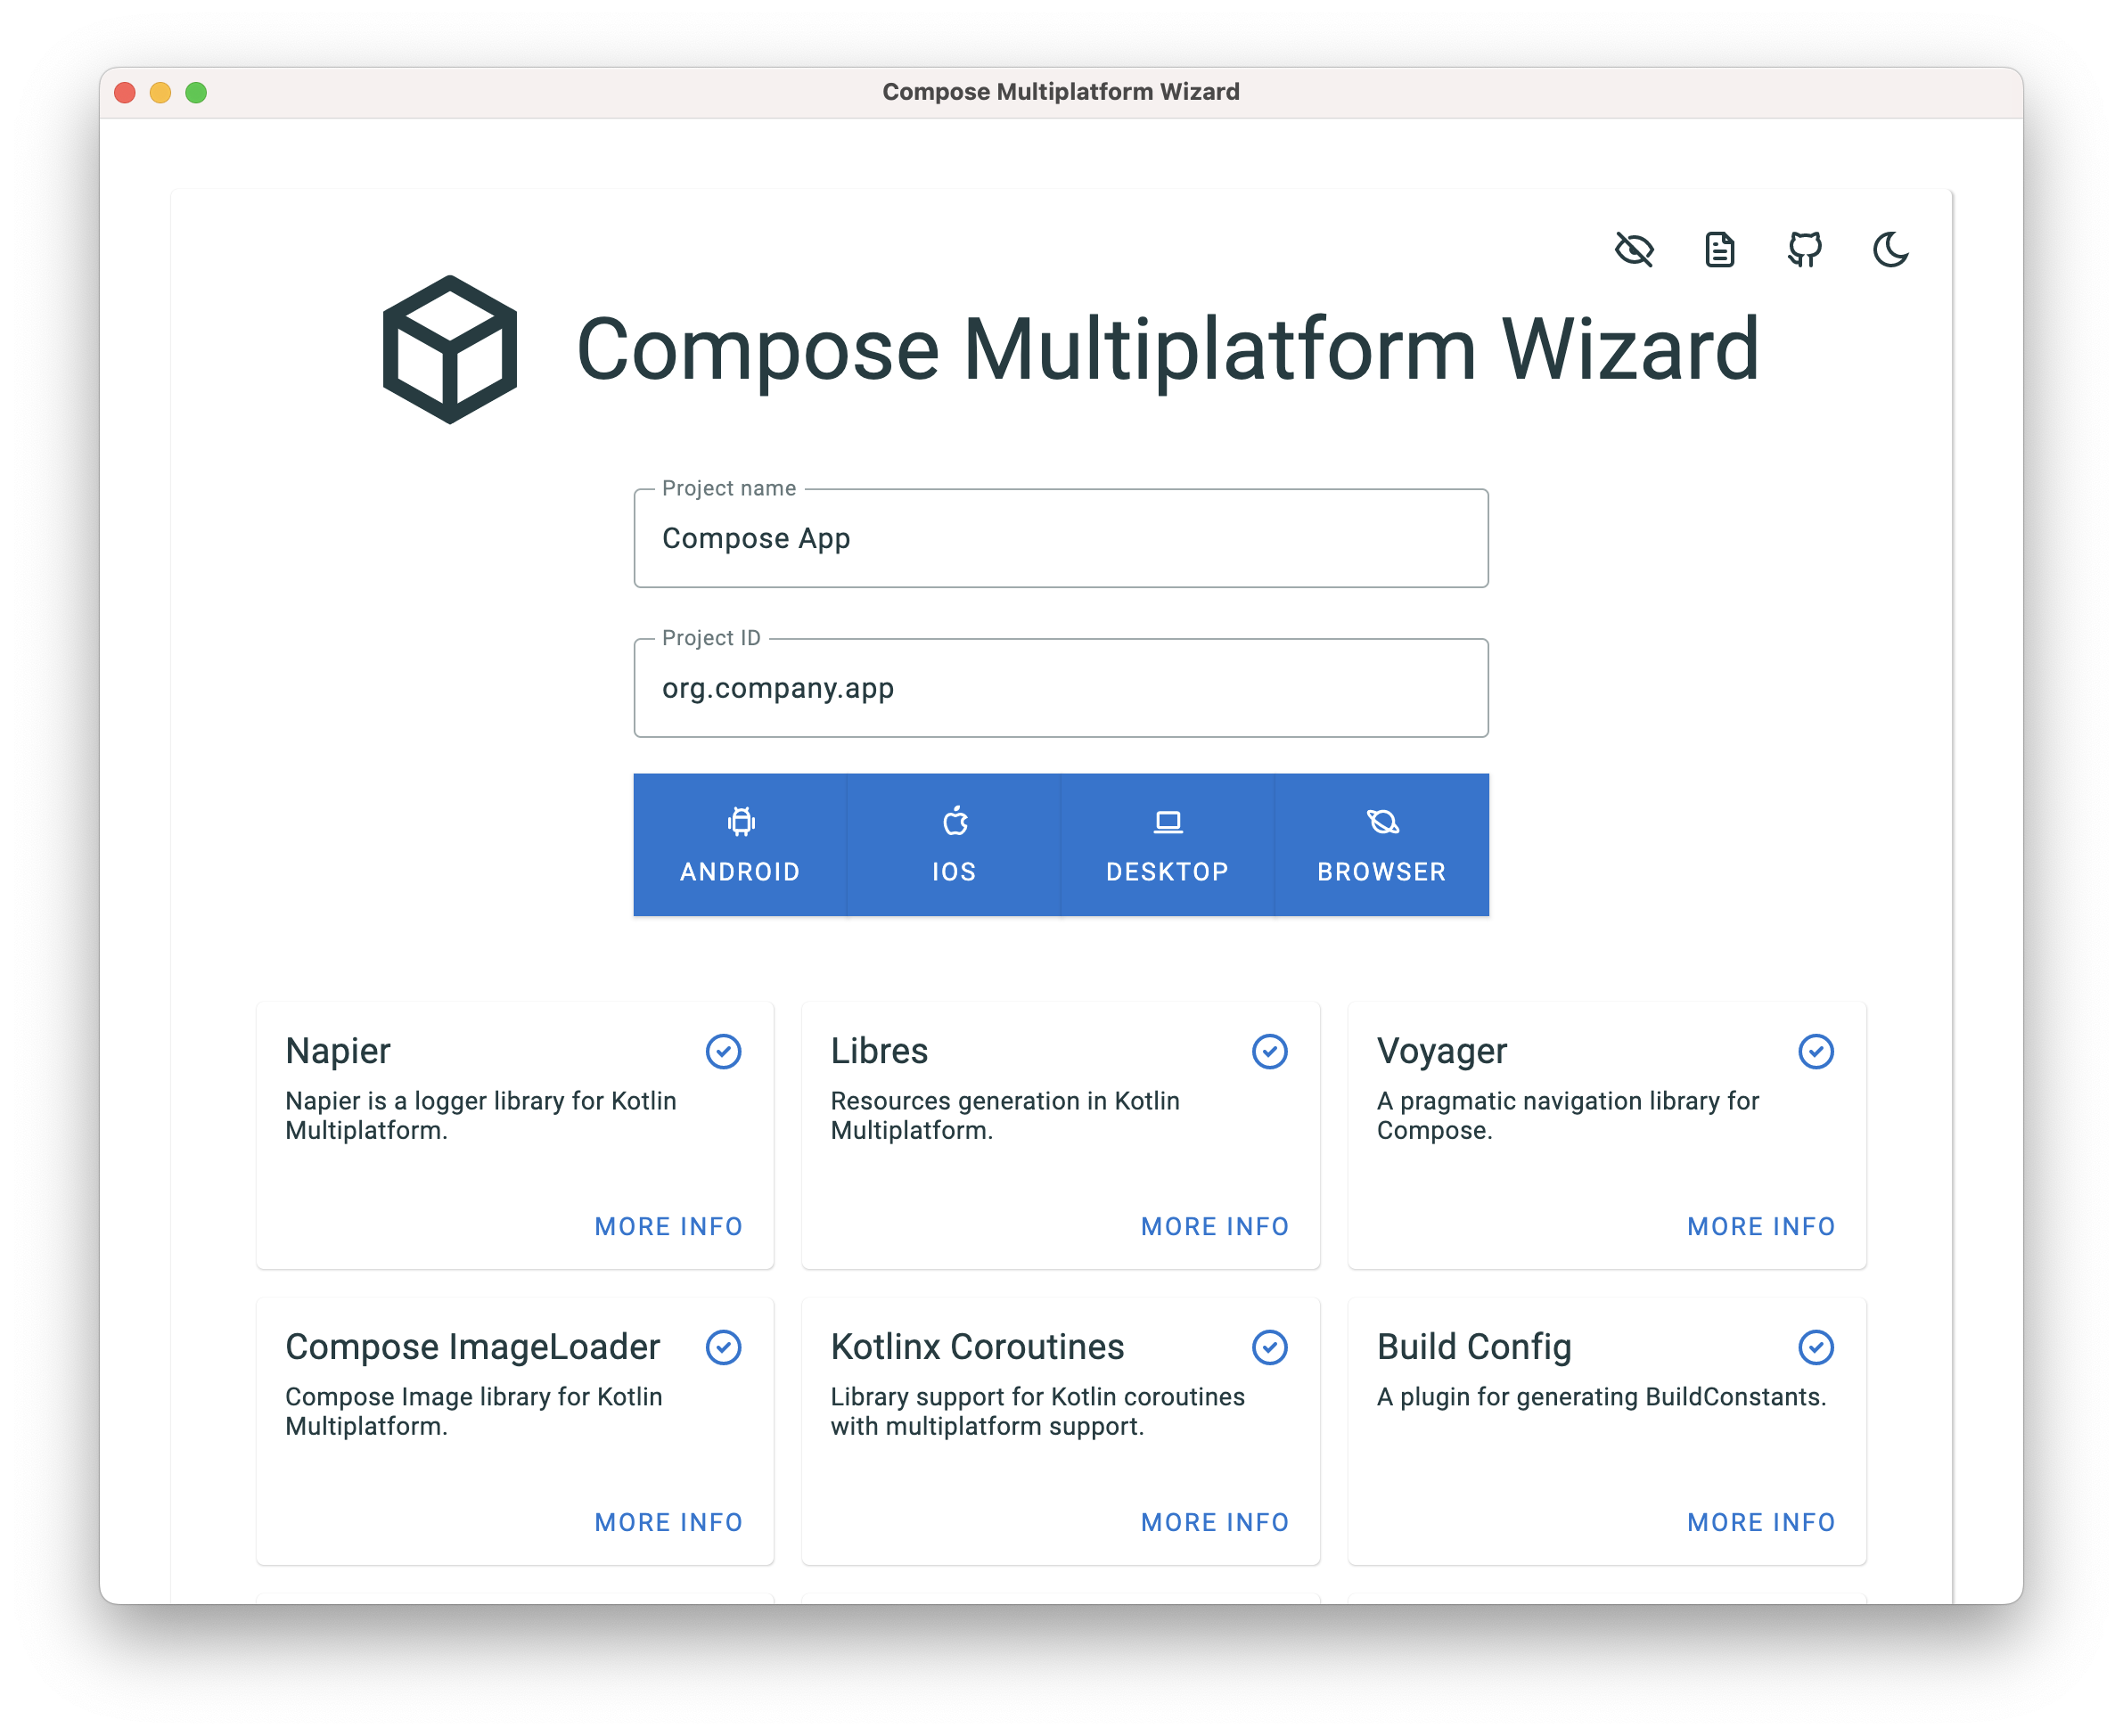 Compose Multiplatform Wizard
Compose Multiplatform Wizard
Project name
Compose App
Project ID
org.company.app
ANDROID
IOS
DESKTOP
BROWSER
Napier
Napier is a logger library for Kotlin
Multiplatform.
MORE INFO
Libres
Resources generation in Kotlin
Multiplatform.
MORE INFO
Voyager
A pragmatic navigation library for
Compose.
MORE INFO
Compose ImageLoader
Compose Image library for Kotlin
Multiplatform.
MORE INFO
Kotlinx Coroutines
Library support for Kotlin coroutines
with multiplatform support.
MORE INFO
Build Config
A plugin for generating BuildConstants.
MORE INFO